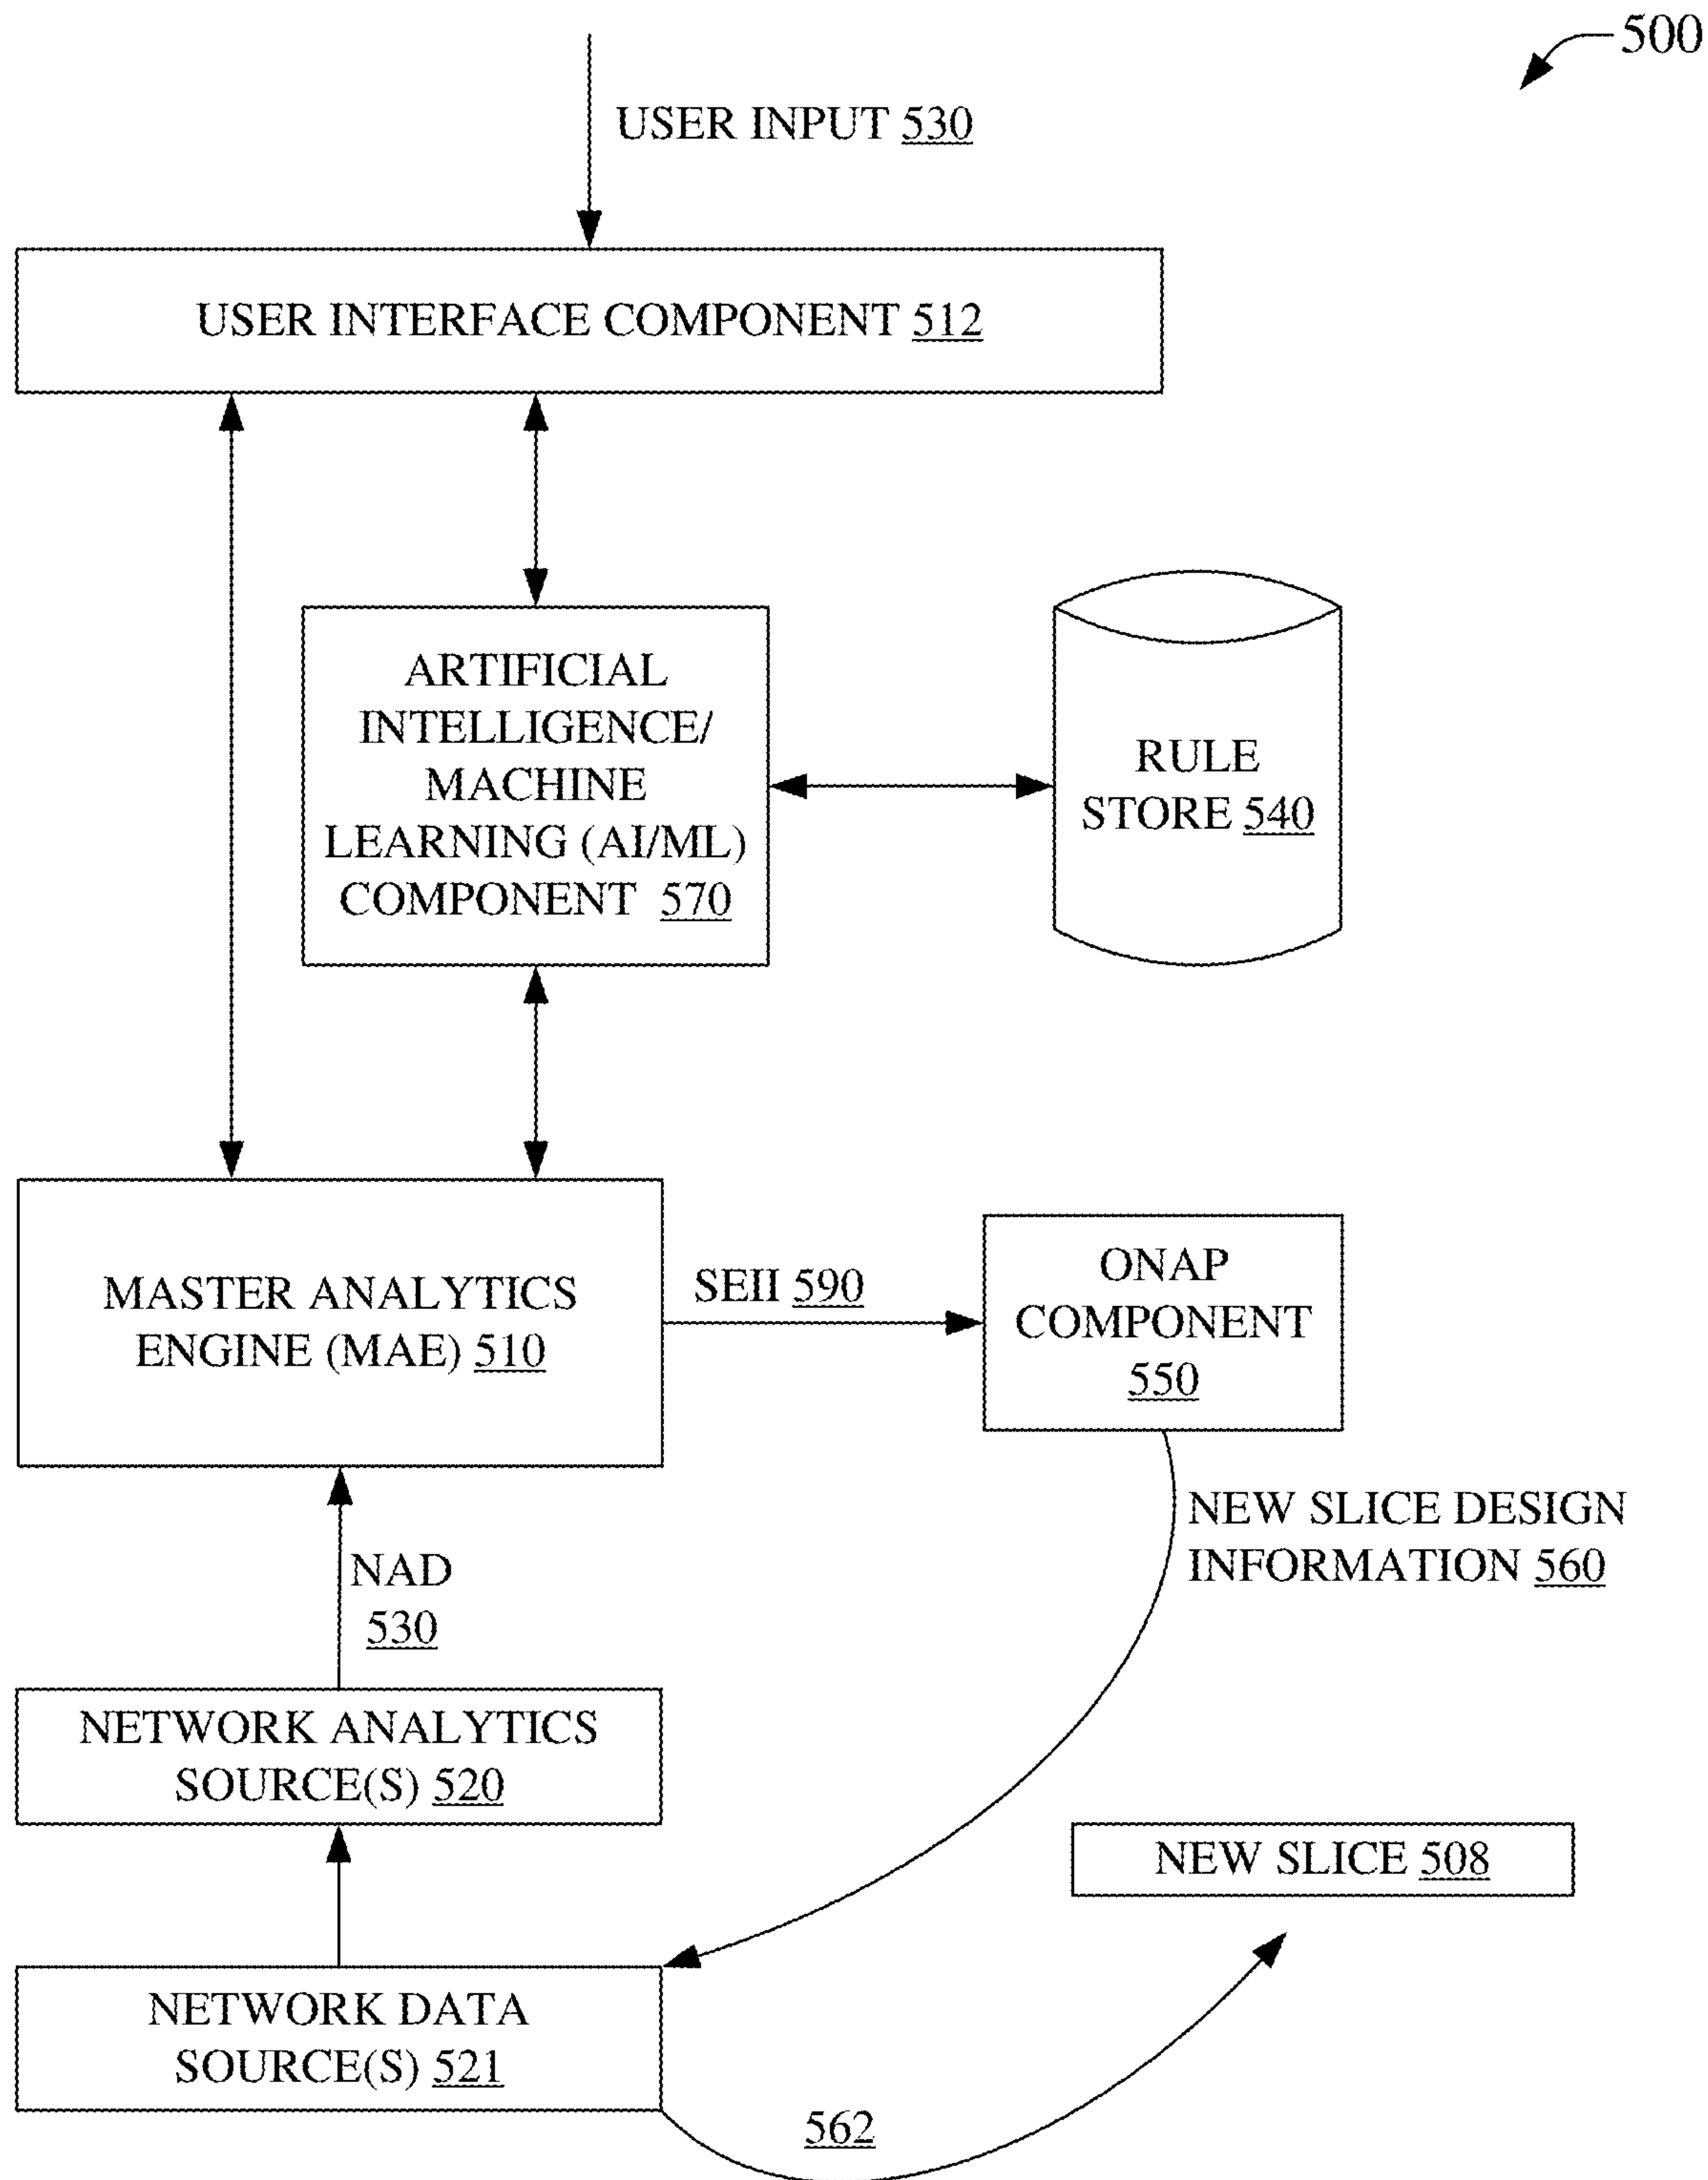 500
USER INPUT 530
USER INTERFACE COMPONENT 512
ARTIFICIAL
INTELLIGENCE/
MACHINE
LEARNING (AI/ML)
COMPONENT 570
RULE
STORE 540
MASTER ANALYTICS
ENGINE (MAE) 510
SEII 590
ONAP
COMPONENT
550
NEW SLICE DESIGN
INFORMATION 560
NAD
530
NETWORK ANALYTICS
SOURCE(S) 520
NEW SLICE 508
NETWORK DATA
SOURCE(S) 521
562